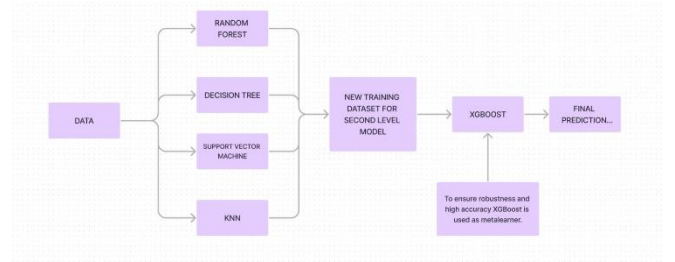 DATA
RANDOM
FOREST
DECISION TREE
SUPPORT VECTOR
MACHINE
KNN
NEW TRAINING
DATASET FOR
SECOND LEVEL
MODEL
XGBOOST
FINAL
PREDICTION...
To ensure robustness and
high accuracy XGBoost is
used as metalearner.